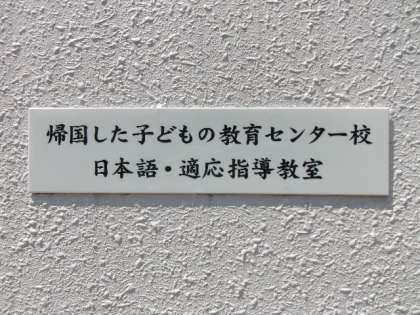 帰国した子どもの教育センター校
日本語・適応指導教室